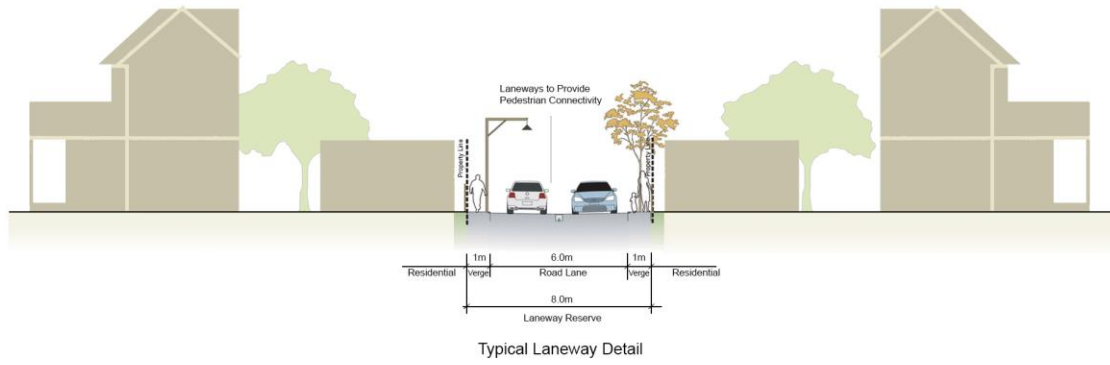 Laneways to Provide
Pedestrian Connectivity
Property Line
Property Line
1m
6.0m
1m
Residential
Verge
Road Lane
Verge
Residential
8.0m
Laneway Reserve
Typical Laneway Detail